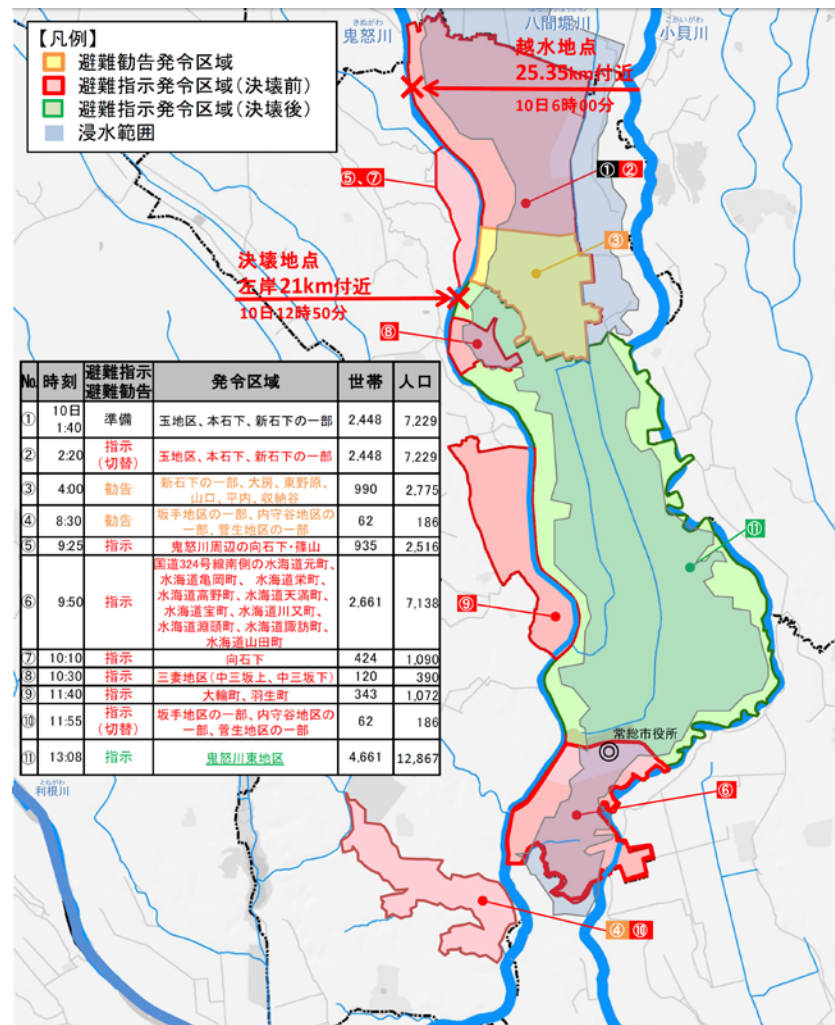 きぬがわ
鬼怒川
八間堀川
こかいがわ
小貝川
【凡例】
避難勧告発令区域
避難指示発令区域(決壊前)
避難指示発令区域(決壊後)
浸水範囲
越水地点
25.35km付近
10日6時00分
⑤、⑦
① ②
③
決壊地点
左岸21km付近
10日12時50分
⑧
No. 時刻 避難指示 避難勧告 発令区域 世帯 人口
① 10日 1:40 準備 玉地区、本石下、新石下の一部 2,448 7,229
② 2:20 指示 (切替) 玉地区、本石下、新石下の一部 2,448 7,229
③ 4:00 勧告 新石下の一部、大房、東野原、 990 2,775
山口、平内、収納谷
④ 8:30 勧告 坂手地区の一部、内守谷地区の 62 186
一部、菅生地区の一部
⑤ 9:25 指示 鬼怒川周辺の向石下・篠山 935 2,516
国道324号線南側の水海道元町、
水海道亀岡町、 水海道栄町、
水海道高野町、水海道天満町、
⑥ 9:50 指示 水海道宝町、水海道川又町、 2,661 7,138
水海道淵頭町、水海道諏訪町、
水海道山田町
⑦ 10:10 指示 向石下 424 1,090
⑧ 10:30 指示 三妻地区(中三坂上、中三坂下) 120 390
⑨ 11:40 指示 大輪町、羽生町 343 1,072
⑩ 11:55 指示 (切替) 坂手地区の一部、内守谷地区の 62 186
一部、菅生地区の一部
⑪ 13:08 指示 鬼怒川東地区 4,661 12,867
⑪
⑨
常総市役所
◎
⑥
とねがわ
利根川
④ ⑩